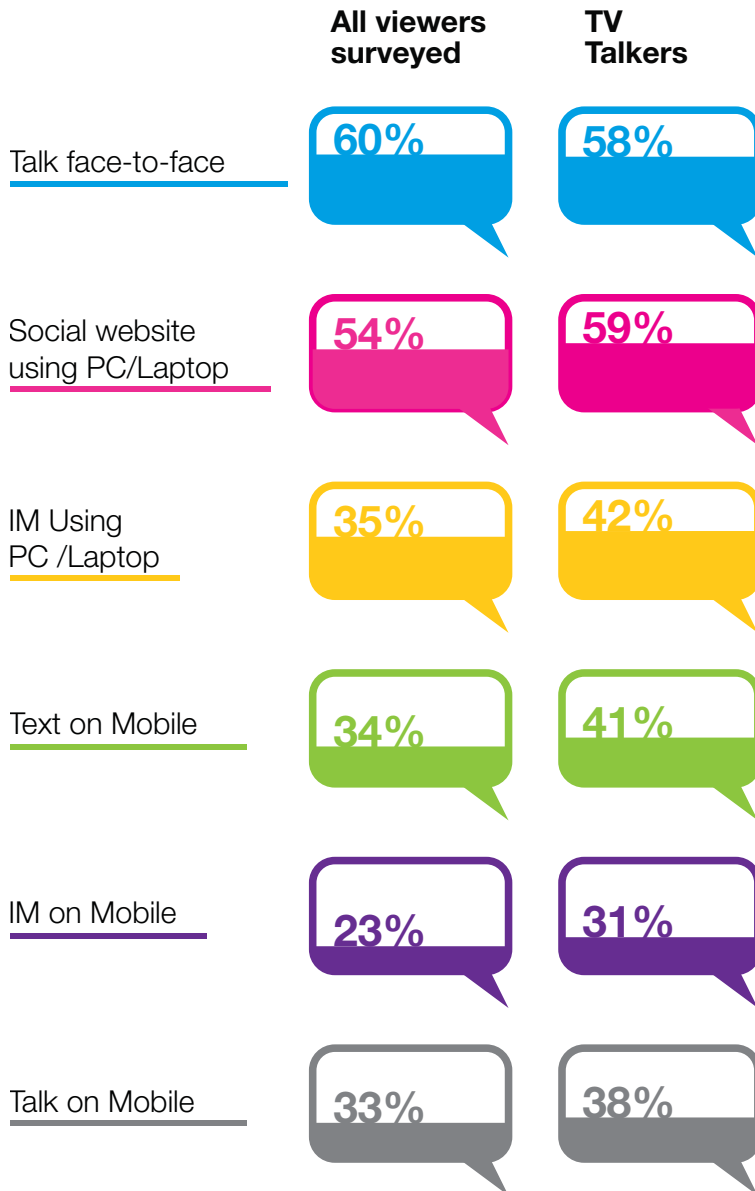 All viewers
surveyed
TV
Talkers
Talk face-to-face
60%
58%
Social website
using PC/Laptop
54%
59%
IM Using
PC /Laptop
35%
42%
Text on Mobile
34%
41%
IM on Mobile
23%
31%
Talk on Mobile
33%
38%